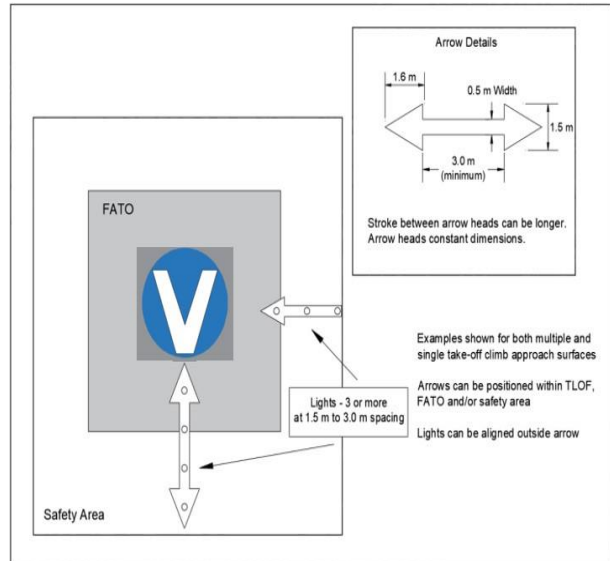 Arrow Details
1.6 m
0.5 m Width
1.5 m
3.0 m
(minimum)
Stroke between arrow heads can be longer.
Arrow heads constant dimensions.
FATO
V
Examples shown for both multiple and
single take-off climb approach surfaces
Arrows can be positioned within TLOF,
FATO and/or safety area
Lights can be aligned outside arrow
Lights - 3 or more
at 1.5 m to 3.0 m spacing
Safety Area